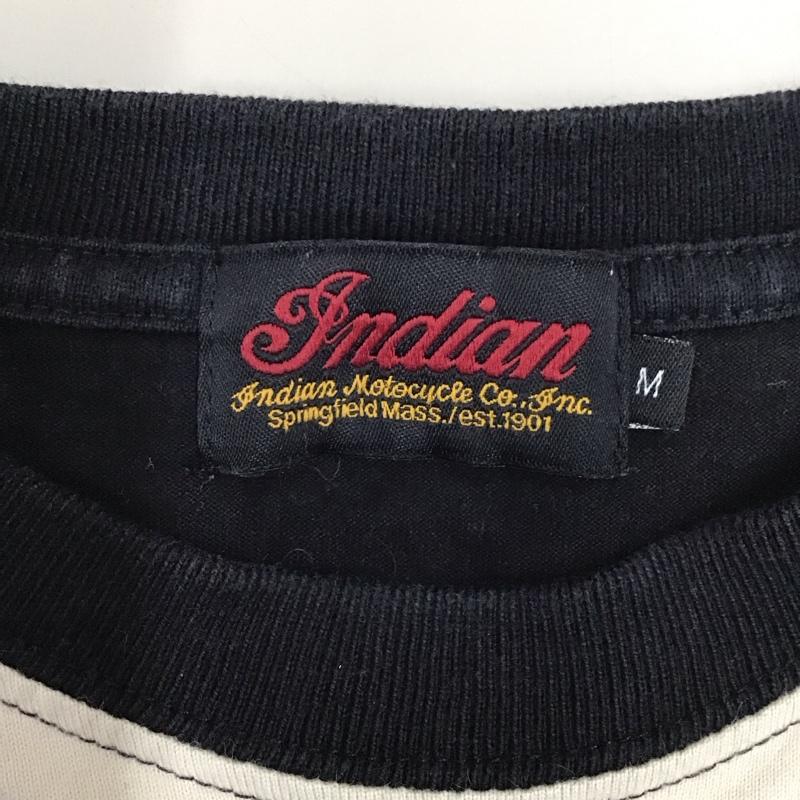 Indian
Indian Motocycle Co., Inc.
Springfield Mass./est.1901
M